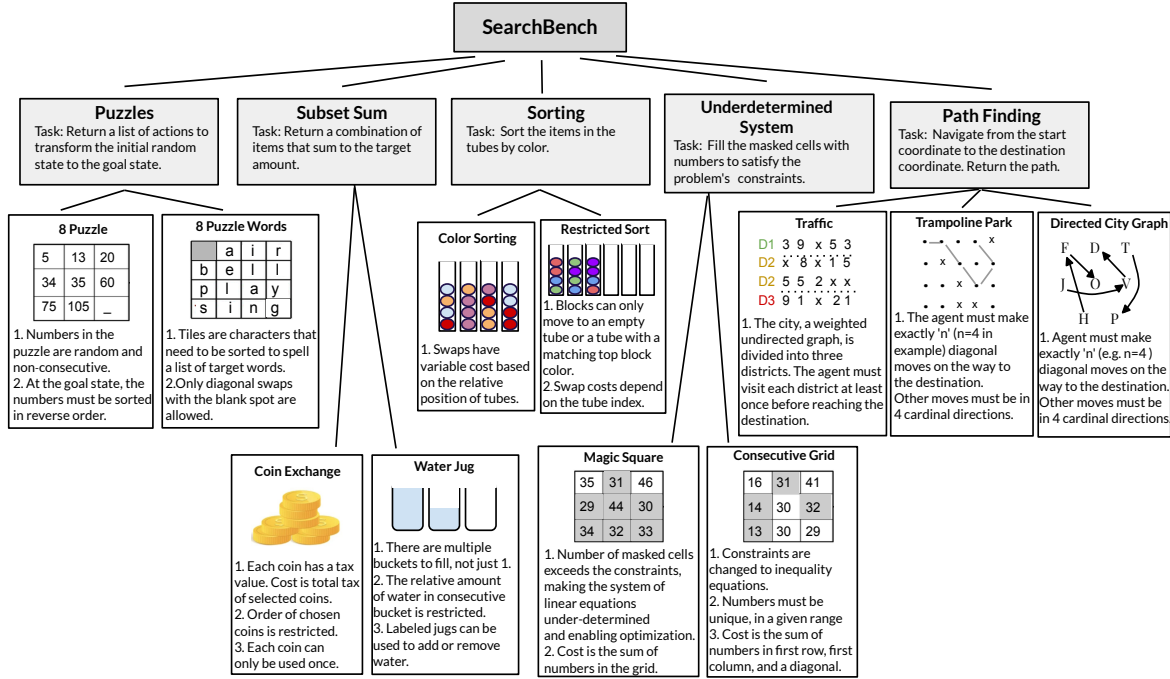 SearchBench
Puzzles
Task: Return a list of actions to
transform the initial random
state to the goal state.
Subset Sum
Task: Return a combination of
items that sum to the target
amount.
Sorting
Task: Sort the items in the
tubes by color.
Underdetermined
System
Task: Fill the masked cells with
numbers to satisfy the
problem's constraints.
Path Finding
Task: Navigate from the start
coordinate to the destination
coordinate. Return the path.
8 Puzzle
5 13 20
34 35 60
75 105 _
1. Numbers in the
puzzle are random and
non-consecutive.
2. At the goal state, the
numbers must be sorted
in reverse order.
8 Puzzle Words
a i r
b e l l
p l a y
s i n g
1. Tiles are characters that
need to be sorted to spell
a list of target words.
2.Only diagonal swaps
with the blank spot are
allowed.
Color Sorting
1. Swaps have
variable cost based
on the relative
position of tubes.
Restricted Sort
1. Blocks can only
move to an empty
tube or a tube with a
matching top block
color.
2. Swap costs depend
on the tube index.
Traffic
D1 3 9 x 5 3
D2 x 8 x 1 5
D2 5 5 2 x x
D3 9 1 x 2 1
1. The city, a weighted
undirected graph, is
divided into three
districts. The agent must
visit each district at least
once before reaching the
destination.
Trampoline Park
x
x
x x
1. The agent must make
exactly 'n' (n=4 in
example) diagonal
moves on the way to
the destination.
Other moves must be in
4 cardinal directions.
Directed City Graph
F D T
J O V
H P
1. Agent must make
exactly 'n' (e.g. n=4 )
diagonal moves on the
way to the destination.
Other moves must be
in 4 cardinal directions.
Coin Exchange
1. Each coin has a tax
value. Cost is total tax
of selected coins.
2. Order of chosen
coins is restricted.
3. Each coin can
only be used once.
Water Jug
1. There are multiple
buckets to fill, not just 1.
2. The relative amount
of water in consecutive
bucket is restricted.
3. Labeled jugs can be
used to add or remove
water.
Magic Square
35 31 46
29 44 30
34 32 33
1. Number of masked cells
exceeds the constraints,
making the system of
linear equations
under-determined
and enabling optimization.
2. Cost is the sum of
numbers in the grid.
Consecutive Grid
16 31 41
14 30 32
13 30 29
1. Constraints are
changed to inequality
equations.
2. Numbers must be
unique, in a given range
3. Cost is the sum of
numbers in first row, first
column, and a diagonal.